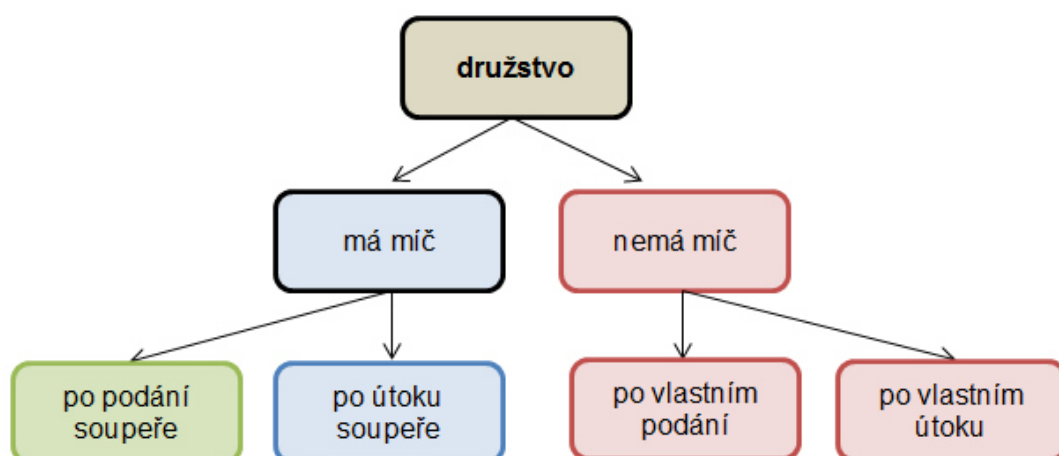 družstvo
má míč
nemá míč
po podání
soupeře
po útoku
soupeře
po vlastním
podání
po vlastním
útoku